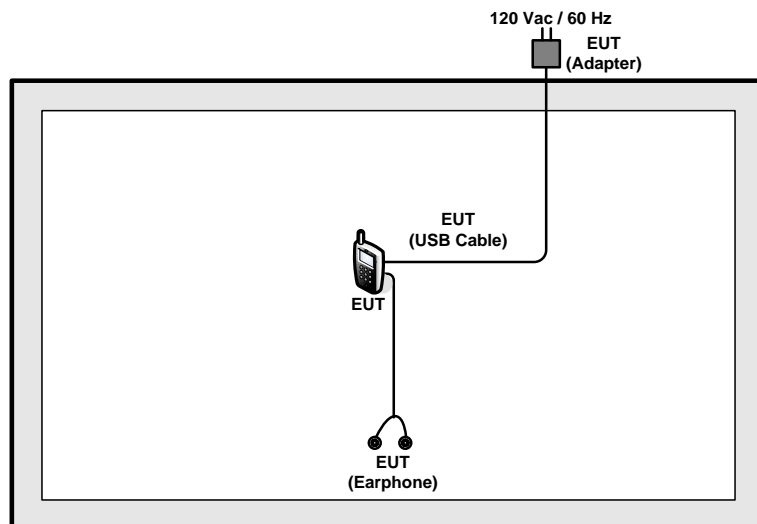 120 Vac / 60 Hz
EUT
(Adapter)
EUT
(USB Cable)
EUT
EUT
(Earphone)